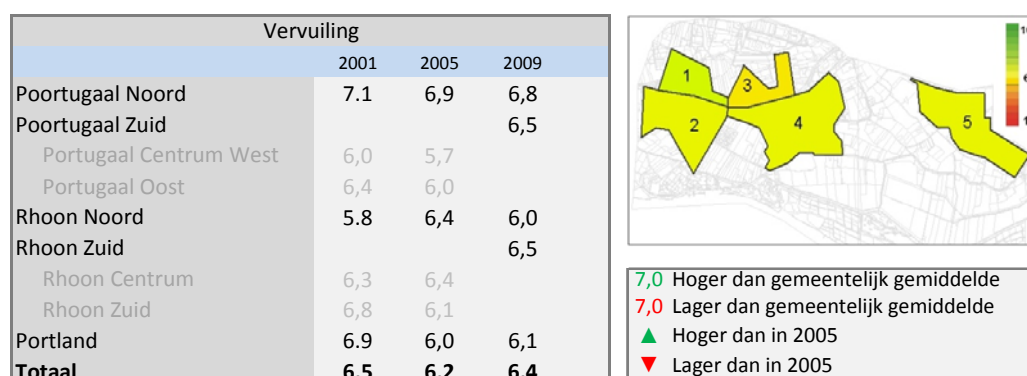 Vervuiling
2001 2005 2009
Poortugaal Noord 7.1 6,9 6,8
Poortugaal Zuid 6,5
Portugaal Centrum West 6,0 5,7
Portugaal Oost 6,4 6,0
Rhoon Noord 5.8 6,4 6,0
Rhoon Zuid 6,5
Rhoon Centrum 6,3 6,4
Rhoon Zuid 6,8 6,1
Portland 6.9 6,0 6,1
Totaal 6,5 6,2 6,4
1
2
3
4
5
7,0 Hoger dan gemeentelijk gemiddelde
7,0 Lager dan gemeentelijk gemiddelde
▲ Hoger dan in 2005
▼ Lager dan in 2005